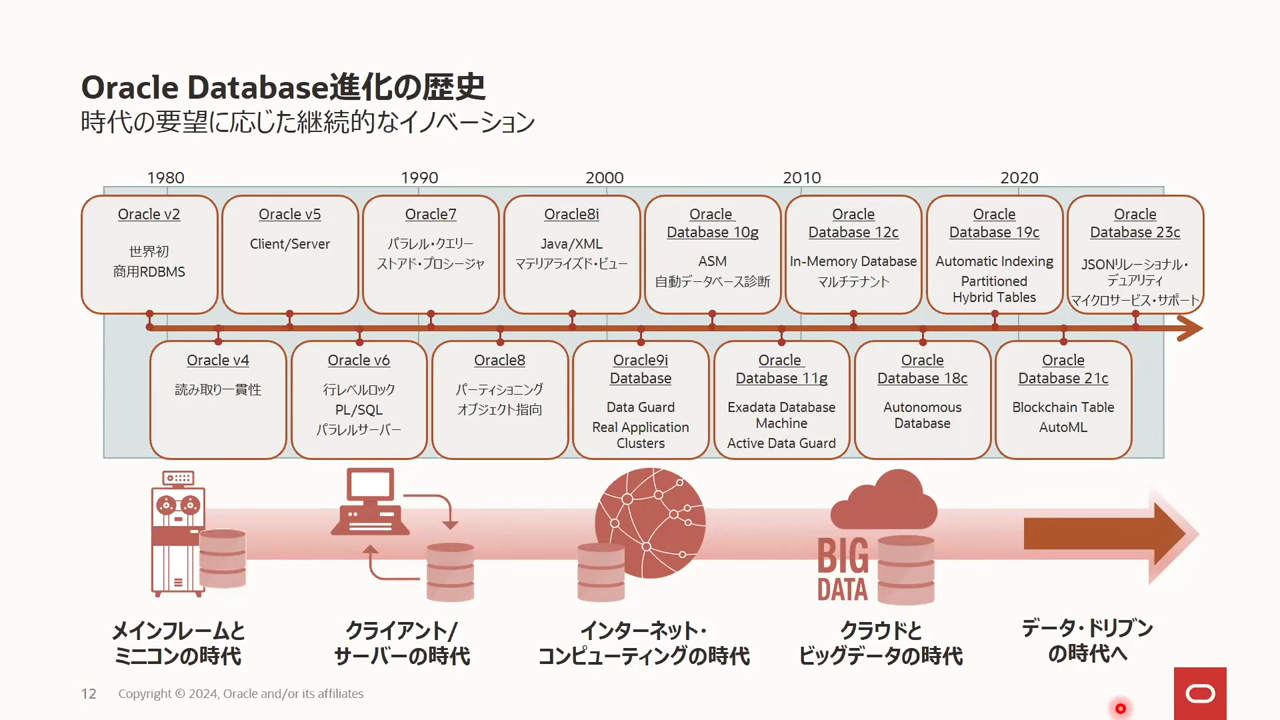 Oracle Database進化の歴史
時代の要望に応じた継続的なイノベーション
1980
1990
2000
2010
2020
Oracle v2
世界初
商用RDBMS
Oracle v5
Client/Server
Oracle7
パラレル・クエリー
ストアド・プロシージャ
Oracle8i
Java/XML
マテリアライズド・ビュー
Oracle
Database 10g
ASM
自動データベース診断
Oracle
Database 12c
In-Memory Database
マルチテナント
Oracle
Database 19c
Automatic Indexing
Partitioned
Hybrid Tables
Oracle
Database 23c
JSONリレーショナル・
デュアリティ
マイクロサービス・サポート
Oracle v4
読み取り一貫性
Oracle v6
行レベルロック
PL/SQL
パラレルサーバー
Oracle8
パーティショニング
オブジェクト指向
Oracle9i
Database
Data Guard
Real Application
Clusters
Oracle
Database 11g
Exadata Database
Machine
Active Data Guard
Oracle
Database 18c
Autonomous
Database
Oracle
Database 21c
Blockchain Table
AutoML
BIG
DATA
メインフレームと
ミニコンの時代
クライアント/
サーバーの時代
インターネット・
コンピューティングの時代
クラウドと
ビッグデータの時代
データ・ドリブン
の時代へ
12
Copyright © 2024, Oracle and/or its affiliates